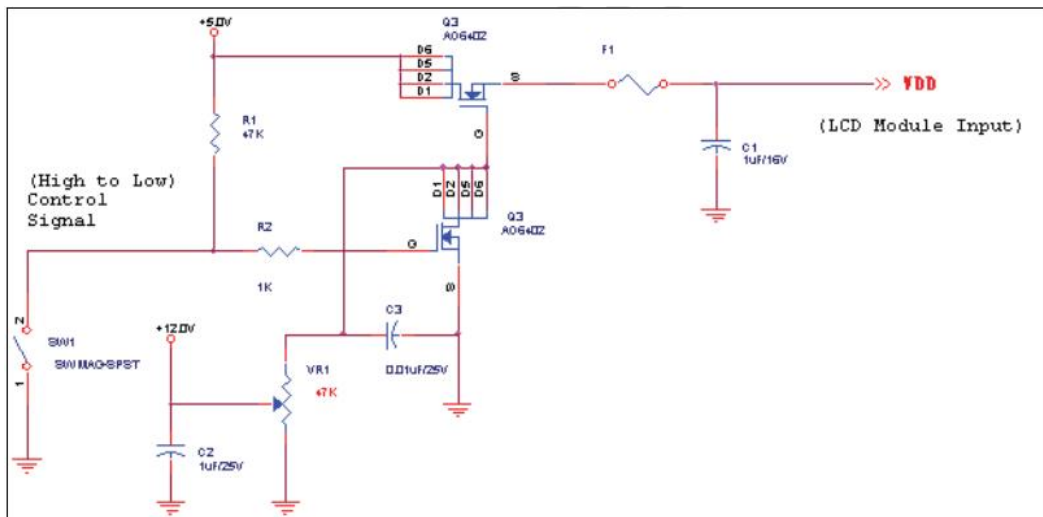 +5.0V
Q3
AO6402
D6
D5
D2
D1
S
G
F1
VDD
(LCD Module Input)
C1
1uF/16V
R1
47K
(High to Low)
Control
Signal
R2
1K
D1
D2
D5
D6
Q3
AO6402
G
S
2
SW1
SW MAG-SPST
1
+12.0V
C3
0.01uF/25V
VR1
47K
C2
1uF/25V